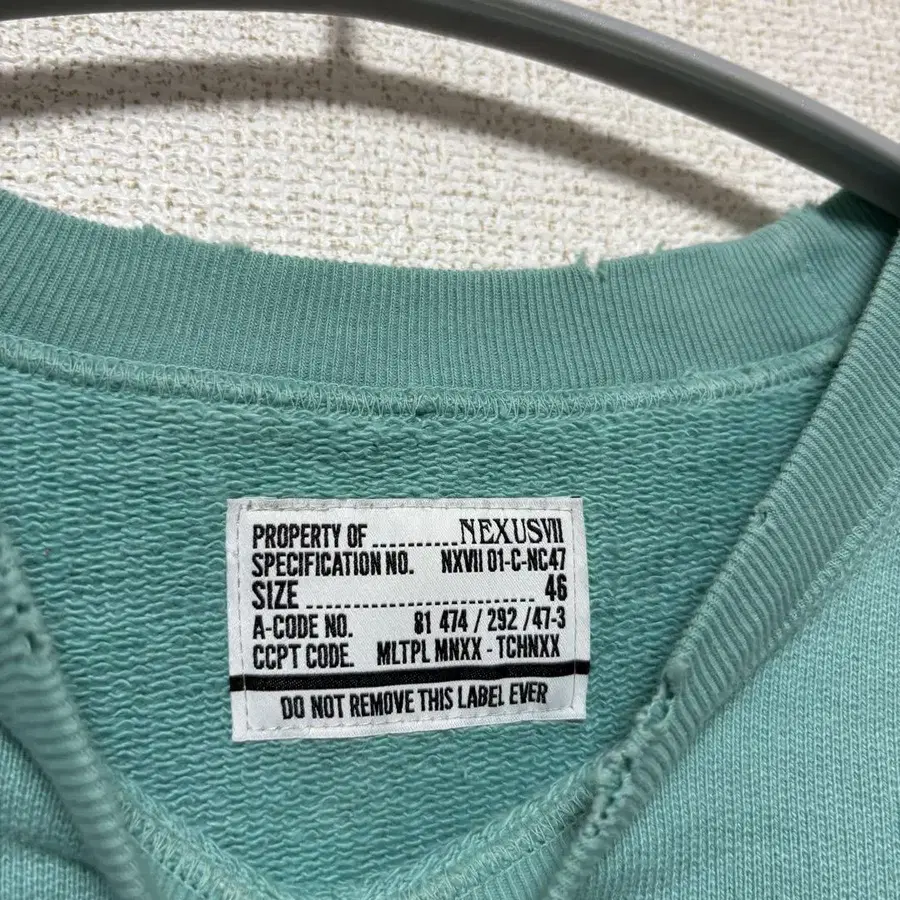 PROPERTY OF ............ NEXUSVII
SPECIFICATION NO. NXVII 01-C-NC47
SIZE ................................ 46
A-CODE NO. 81 474 / 292 /47-3
CCPT CODE. MLTPL MNXX - TCHNXX
DO NOT REMOVE THIS LABEL EVER